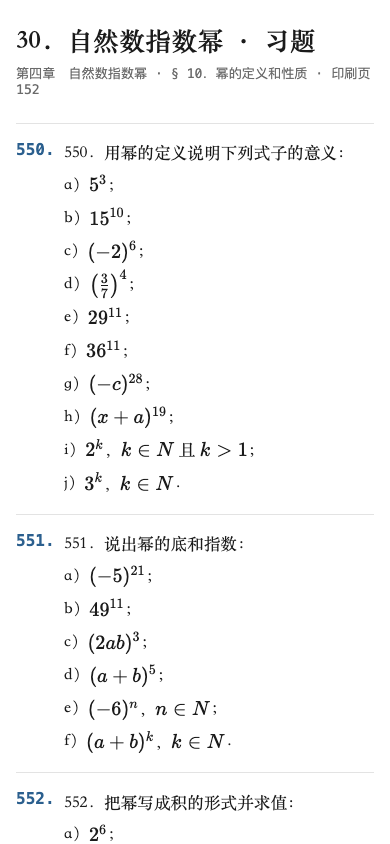 30. 自然数指数幂 · 习题
第四章 自然数指数幂 · § 10. 幂的定义和性质 · 印刷页
152
550. 550. 用幂的定义说明下列式子的意义：
a) 5³;
b) 15¹⁰;
c) (−2)⁶;
d) (3/7)⁴;
e) 29¹¹;
f) 36¹¹;
g) (−c)²⁸;
h) (x + a)¹⁹;
i) 2ᵏ, k ∈ N 且 k > 1;
j) 3ᵏ, k ∈ N.
551. 551. 说出幂的底和指数：
a) (−5)²¹;
b) 49¹¹;
c) (2ab)³;
d) (a + b)⁵;
e) (−6)ⁿ, n ∈ N;
f) (a + b)ᵏ, k ∈ N.
552. 552. 把幂写成积的形式并求值：
a) 2⁶;